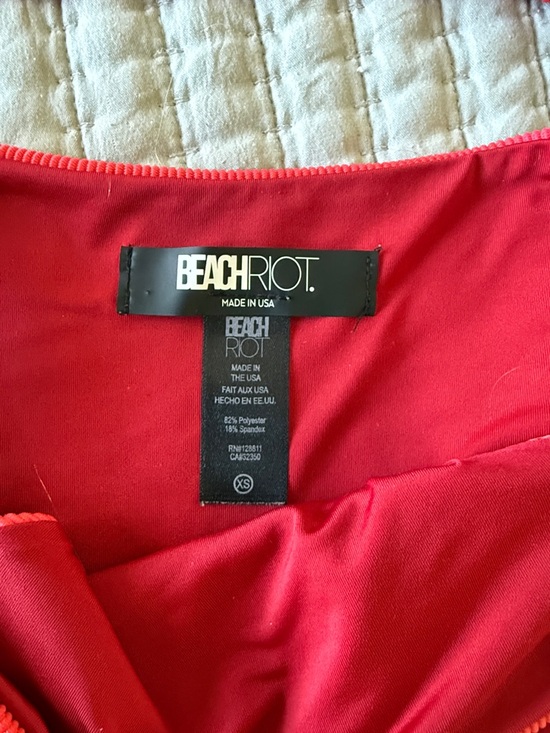 BEACHRIOT.
MADE IN USA
BEACH
RIOT
MADE IN
THE USA
FAIT AUX USA
HECHO EN EE.UU.
82% Polyester
18% Spandex
RN#128811
CA#32350
XS